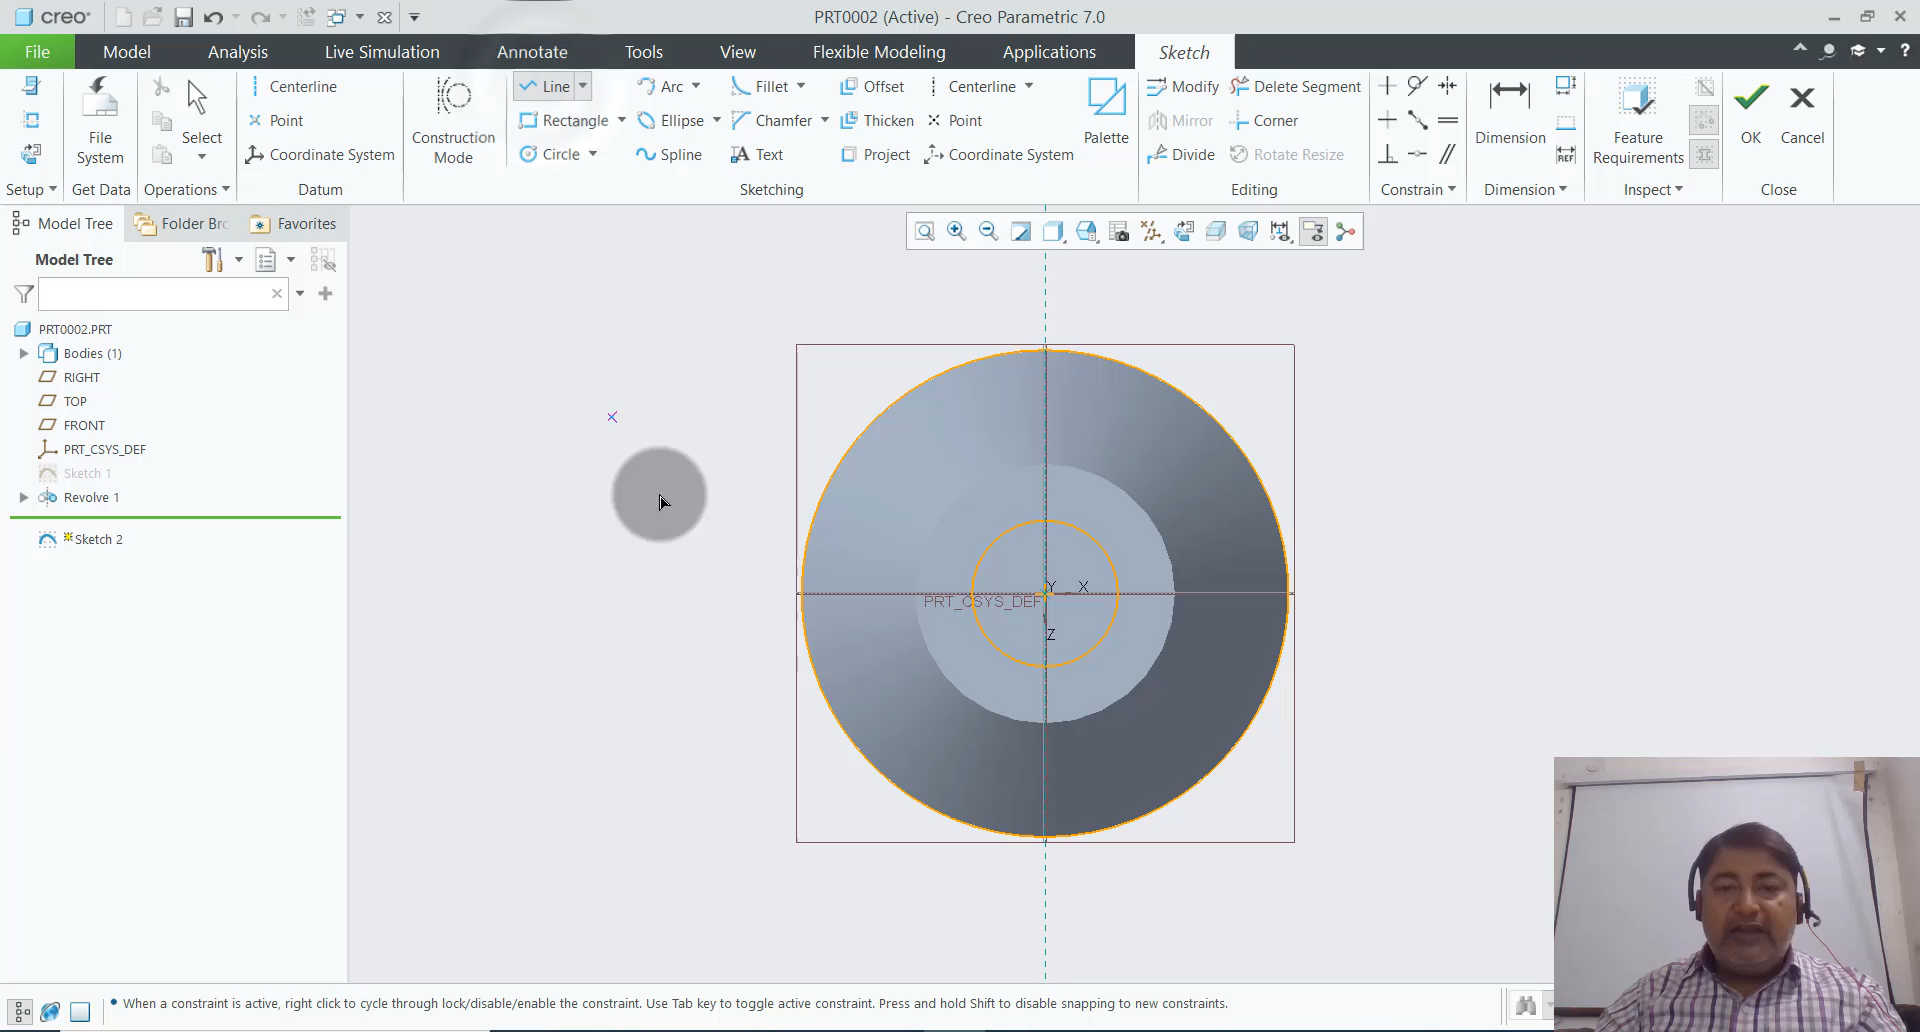 creo
PRT0002 (Active) - Creo Parametric 7.0
File Model Analysis Live Simulation Annotate Tools View Flexible Modeling Applications Sketch
Centerline Line Arc Fillet Offset Centerline Modify Delete Segment
Point Rectangle Ellipse Chamfer Thicken Point Mirror Corner
Coordinate System Circle Spline Text Project Coordinate System Divide Rotate Resize
File System
Select
Construction Mode
Palette
Dimension
REF
Feature Requirements
OK
Cancel
Setup Get Data Operations Datum Sketching Editing Constrain Dimension Inspect Close
Model Tree Folder Bro Favorites
Model Tree
PRT0002.PRT
Bodies (1)
RIGHT
TOP
FRONT
PRT_CSYS_DEF
Sketch 1
Revolve 1
Sketch 2
Y X
PRT_CSYS_DEF
Z
When a constraint is active, right click to cycle through lock/disable/enable the constraint. Use Tab key to toggle active constraint. Press and hold Shift to disable snapping to new constraints.